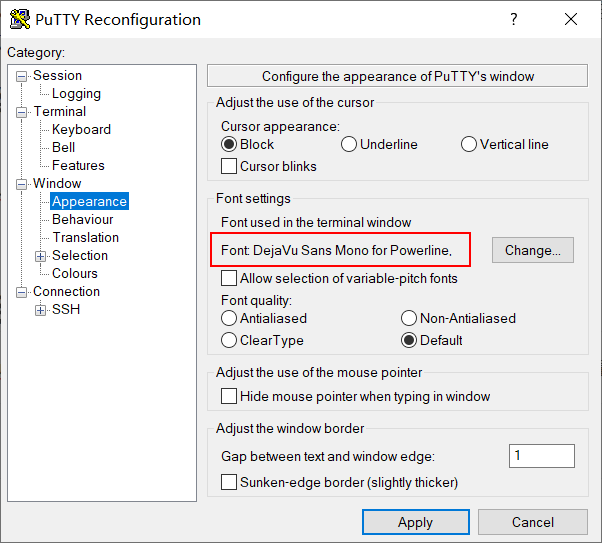 PuTTY Reconfiguration
?
Category:
Session
Logging
Terminal
Keyboard
Bell
Features
Window
Appearance
Behaviour
Translation
Selection
Colours
Connection
SSH
Configure the appearance of PuTTY's window
Adjust the use of the cursor
Cursor appearance:
Block Underline Vertical line
Cursor blinks
Font settings
Font used in the terminal window
Font: DejaVu Sans Mono for Powerline, Change...
Allow selection of variable-pitch fonts
Font quality:
Antialiased Non-Antialiased
ClearType Default
Adjust the use of the mouse pointer
Hide mouse pointer when typing in window
Adjust the window border
Gap between text and window edge: 1
Sunken-edge border (slightly thicker)
Apply Cancel